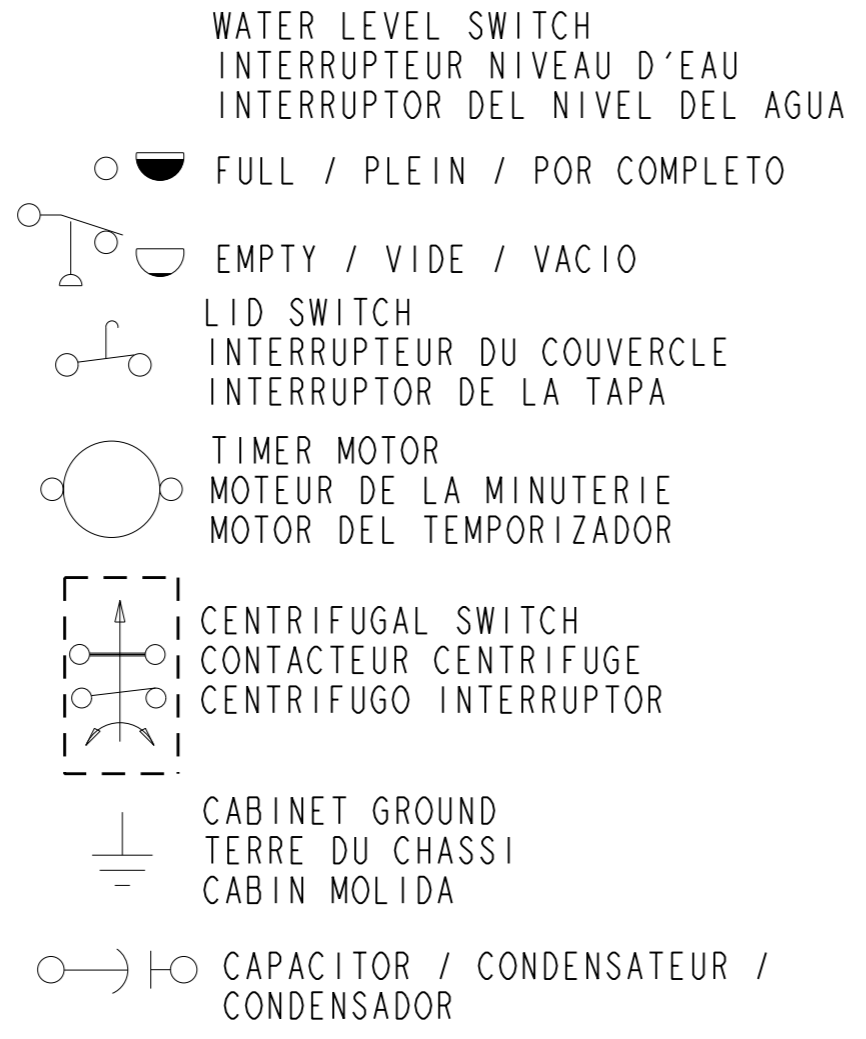 WATER LEVEL SWITCH
INTERRUPTEUR NIVEAU D'EAU
INTERRUPTOR DEL NIVEL DEL AGUA
FULL / PLEIN / POR COMPLETO
EMPTY / VIDE / VACIO
LID SWITCH
INTERRUPTEUR DU COUVERCLE
INTERRUPTOR DE LA TAPA
TIMER MOTOR
MOTEUR DE LA MINUTERIE
MOTOR DEL TEMPORIZADOR
CENTRIFUGAL SWITCH
CONTACTEUR CENTRIFUGE
CENTRIFUGO INTERRUPTOR
CABINET GROUND
TERRE DU CHASSI
CABIN MOLIDA
CAPACITOR / CONDENSATEUR /
CONDENSADOR